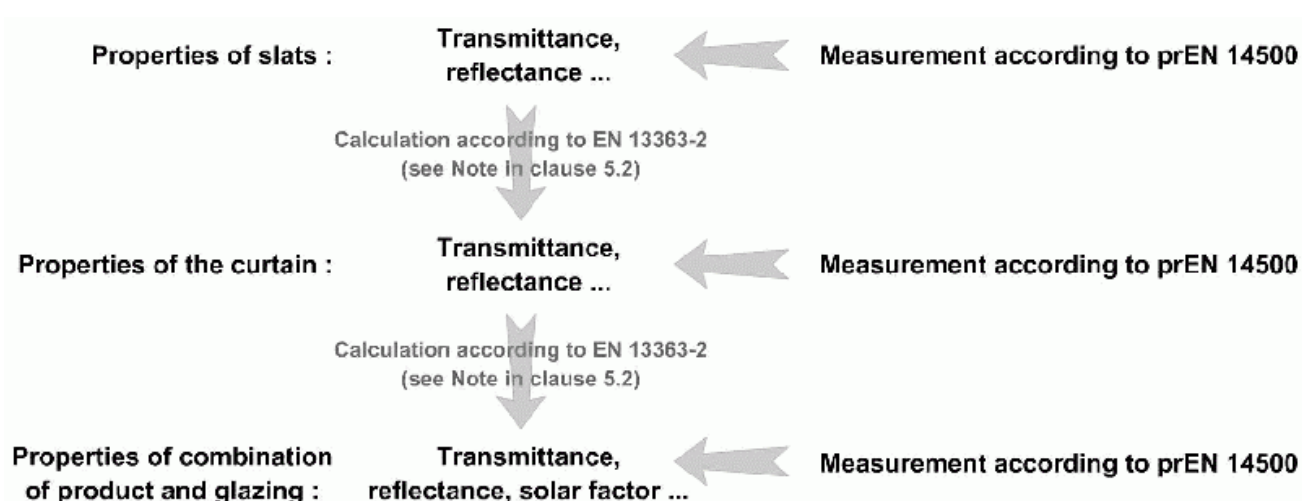 Properties of slats :
Transmittance,
reflectance ...
Measurement according to prEN 14500
Calculation according to EN 13363-2
(see Note in clause 5.2)
Properties of the curtain :
Transmittance,
reflectance ...
Measurement according to prEN 14500
Calculation according to EN 13363-2
(see Note in clause 5.2)
Properties of combination
of product and glazing :
Transmittance,
reflectance, solar factor ...
Measurement according to prEN 14500